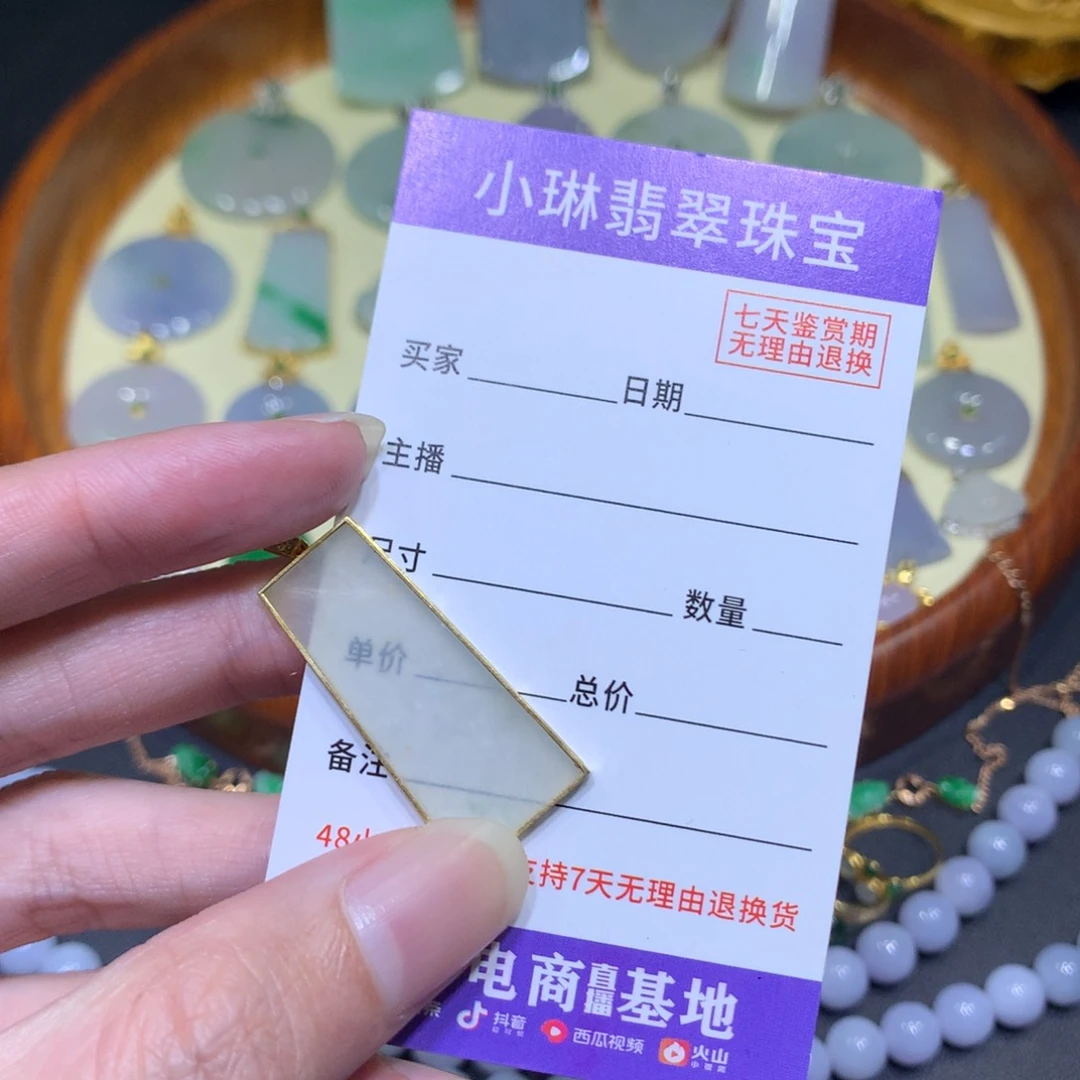 小琳翡翠珠宝
七天鉴赏期
无理由退换
买家 日期
主播
尺寸 数量
单价 总价
备注
48 支持7天无理由退换货
电商直播基地
抖音 西瓜视频 火山